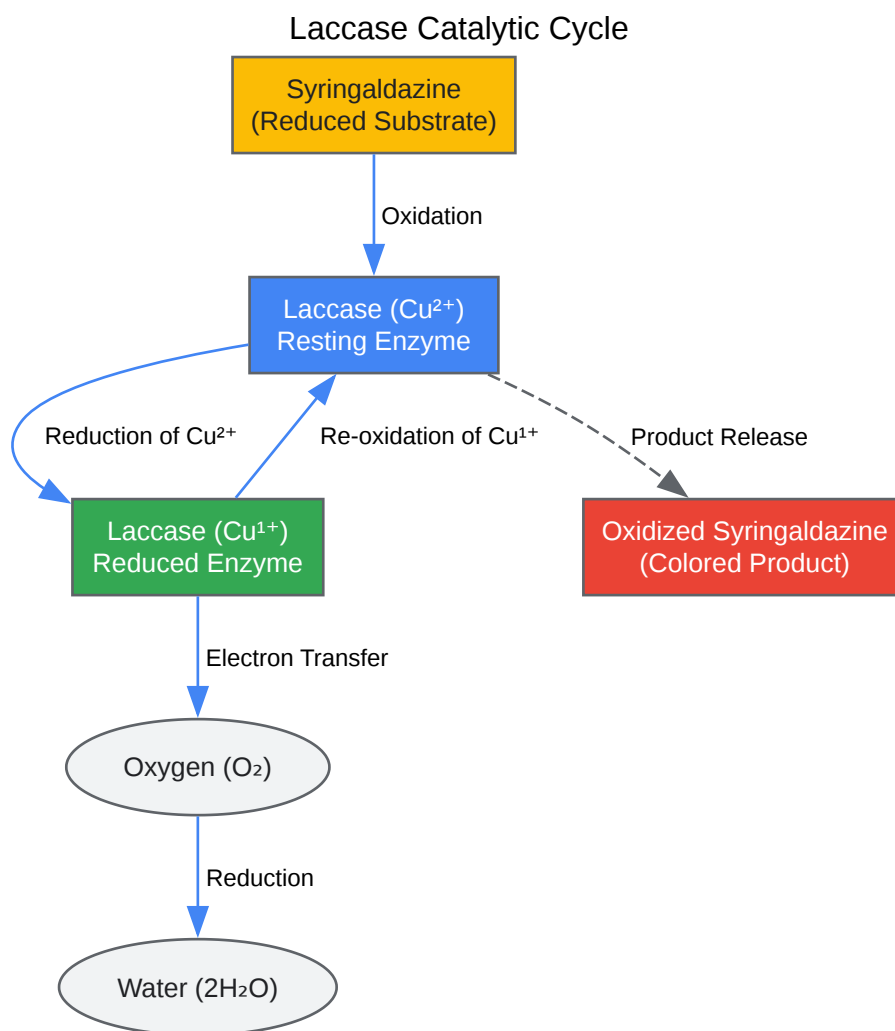 Laccase Catalytic Cycle
Syringaldazine
(Reduced Substrate)
Oxidation
Laccase (Cu²⁺)
Resting Enzyme
Reduction of Cu²⁺
Re-oxidation of Cu¹⁺
Product Release
Laccase (Cu¹⁺)
Reduced Enzyme
Oxidized Syringaldazine
(Colored Product)
Electron Transfer
Oxygen (O₂)
Reduction
Water (2H₂O)